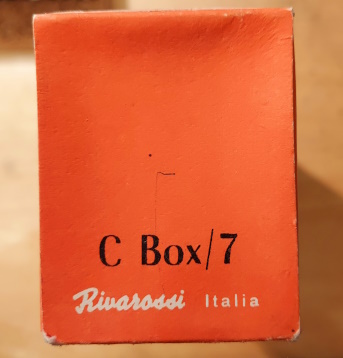 C Box/7
Rivarossi Italia